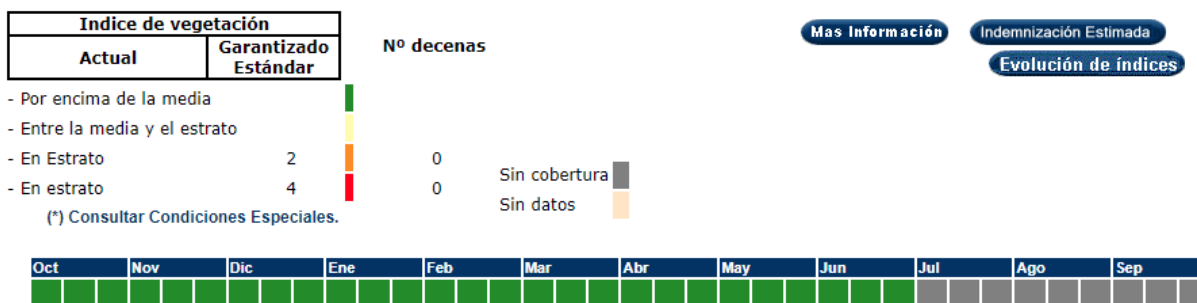 Indice de vegetación
Actual
Garantizado
Estándar
Nº decenas
Mas Información
Indemnización Estimada
Evolución de índices
- Por encima de la media
- Entre la media y el estrato
- En Estrato 2 0
- En estrato 4 0
Sin cobertura
Sin datos
(*) Consultar Condiciones Especiales.
Oct Nov Dic Ene Feb Mar Abr May Jun Jul Ago Sep